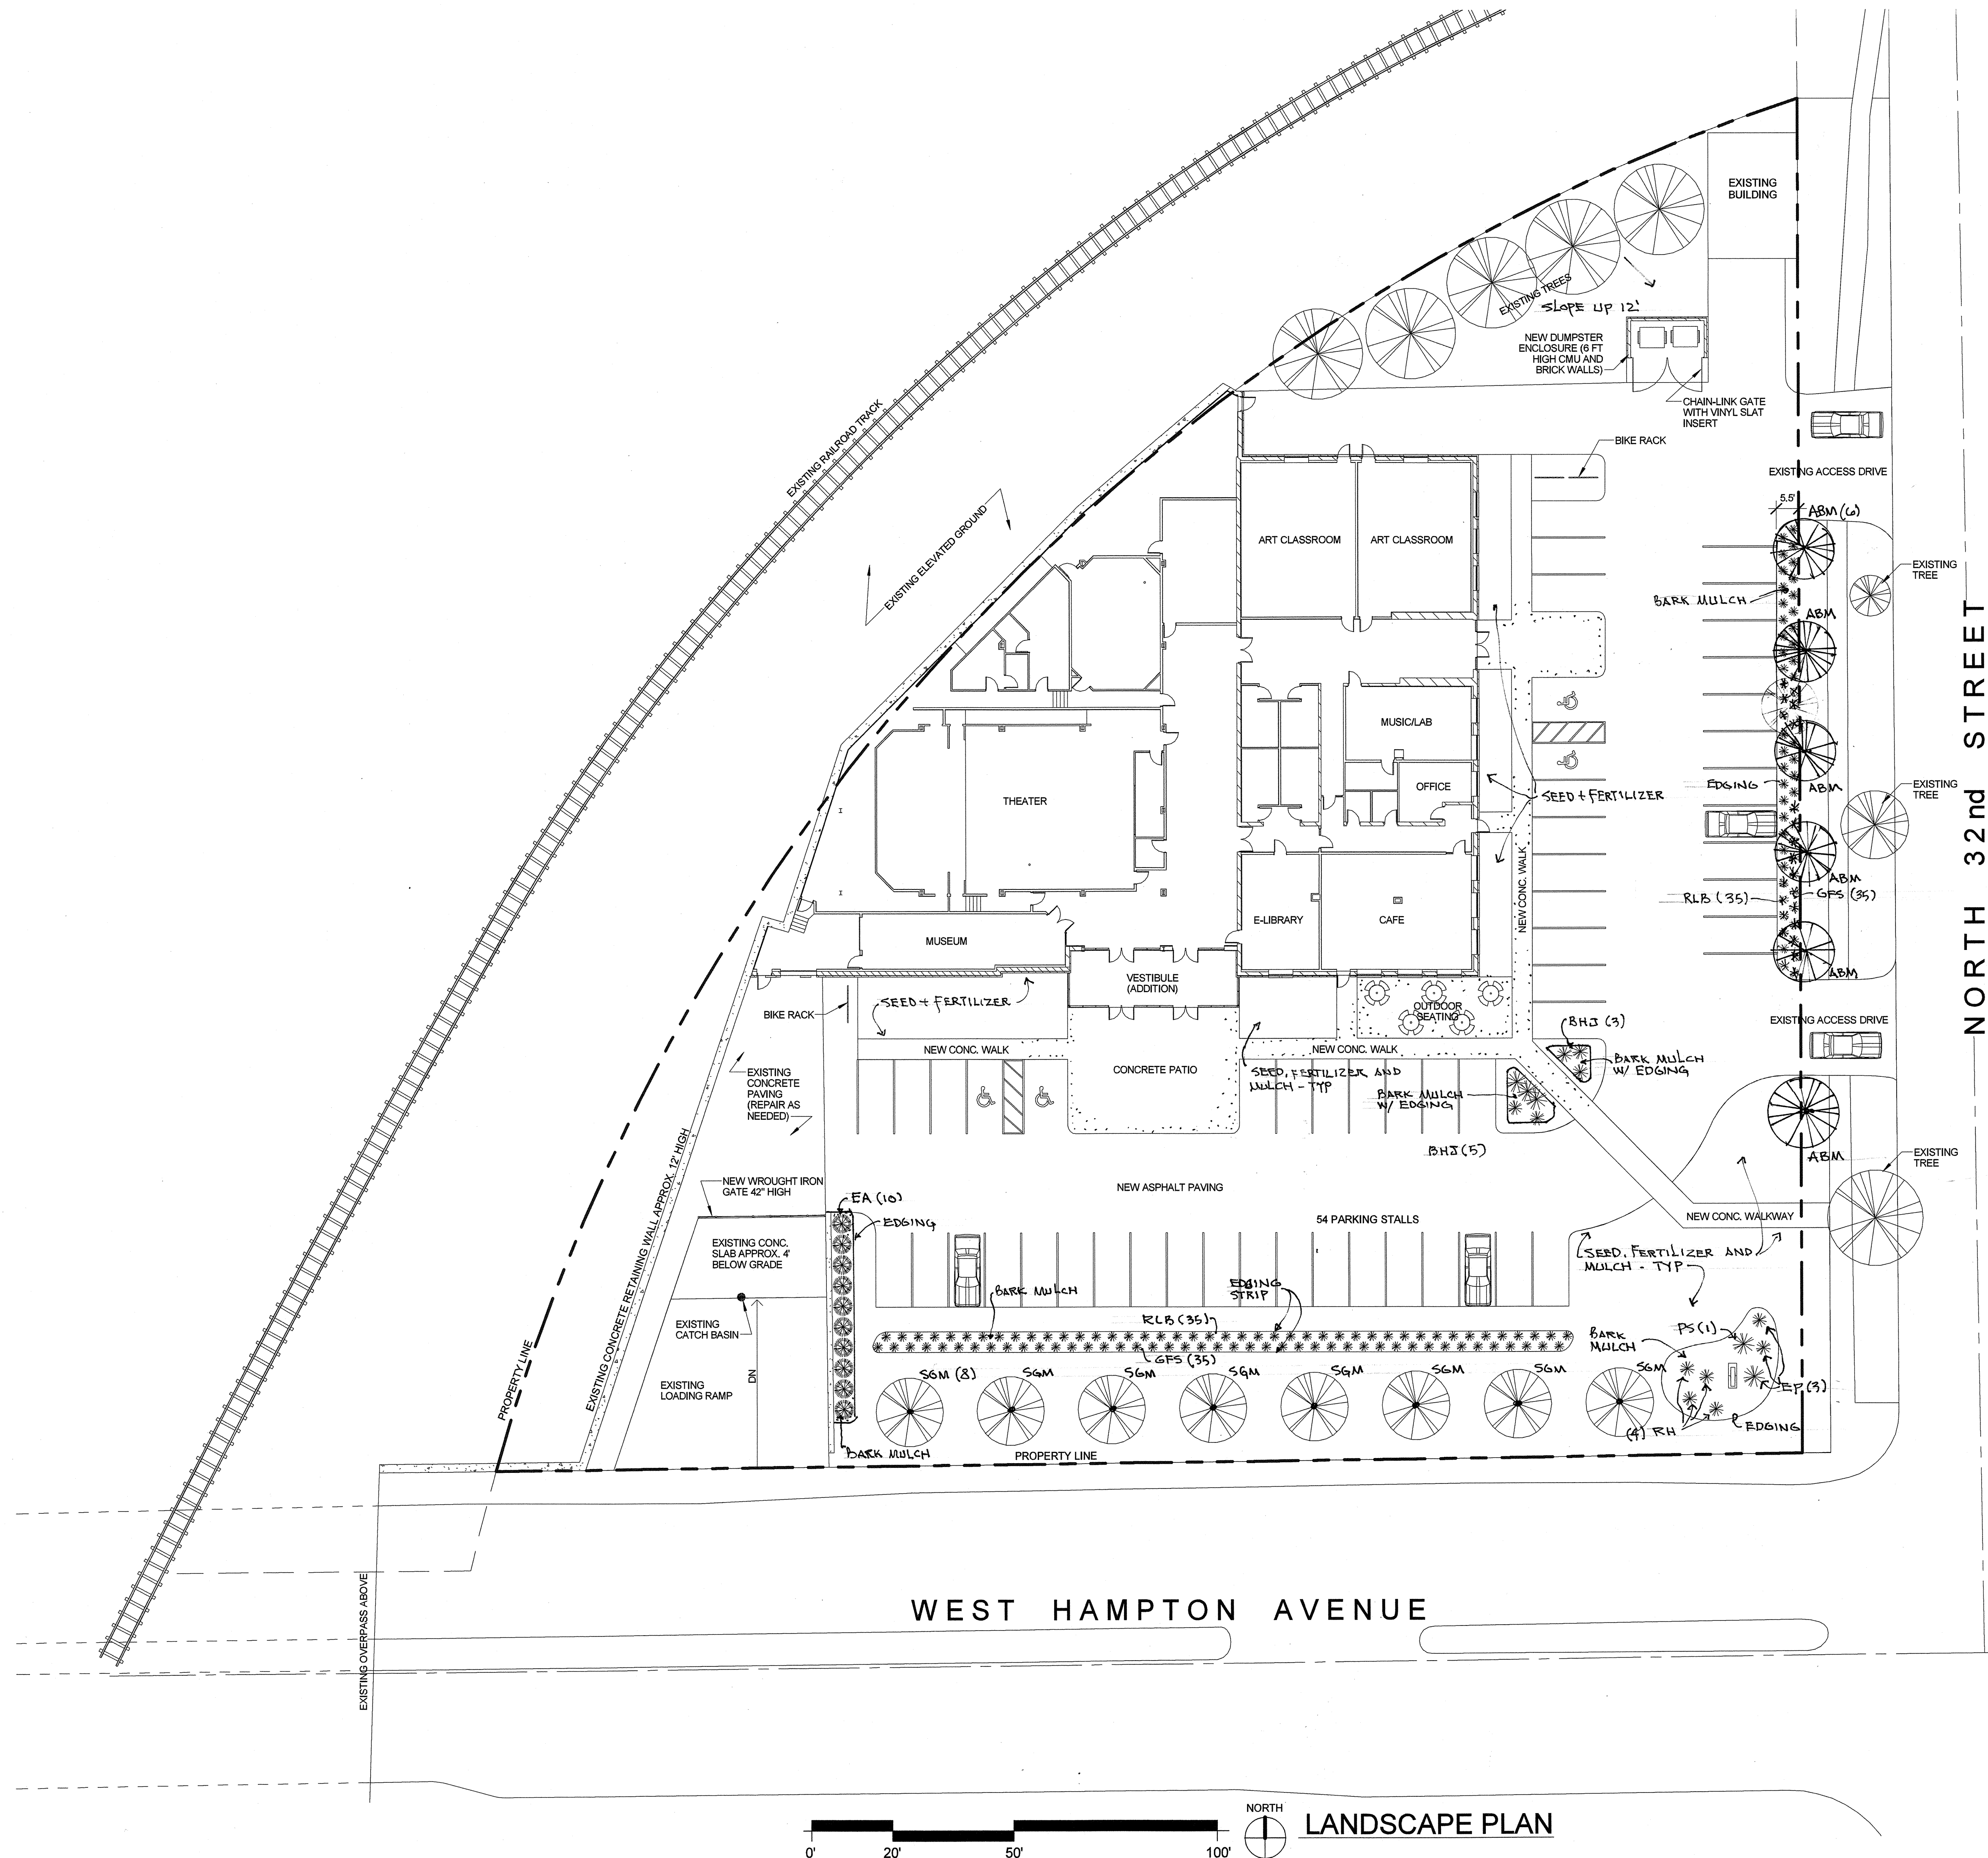 EXISTING
BUILDING
EXISTING TREES
SLOPE UP 12'
NEW DUMPSTER
ENCLOSURE (6 FT
HIGH CMU AND
BRICK WALLS)
CHAIN-LINK GATE
WITH VINYL SLAT
INSERT
EXISTING RAILROAD TRACK
BIKE RACK
EXISTING ACCESS DRIVE
5.5'
ABM (6)
EXISTING ELEVATED GROUND
ART CLASSROOM
ART CLASSROOM
EXISTING
TREE
BARK MULCH
ABM
NORTH 32nd STREET
MUSIC/LAB
OFFICE
THEATER
EDGING
ABM
EXISTING
TREE
SEED + FERTILIZER
NEW CONC. WALK
ABM
RLB (35)
GFS (35)
E-LIBRARY
CAFE
MUSEUM
VESTIBULE
(ADDITION)
ABM
SEED + FERTILIZER
BIKE RACK
OUTDOOR
SEATING
BHJ (3)
EXISTING ACCESS DRIVE
NEW CONC. WALK
NEW CONC. WALK
CONCRETE PATIO
BARK MULCH
W/ EDGING
SEED, FERTILIZER AND
MULCH - TYP
BARK MULCH
W/ EDGING
EXISTING
CONCRETE
PAVING
(REPAIR AS
NEEDED)
BHJ (5)
ABM
EXISTING
TREE
EXISTING CONCRETE RETAINING WALL APPROX. 12' HIGH
NEW WROUGHT IRON
GATE 42" HIGH
NEW ASPHALT PAVING
EA (10)
EDGING
54 PARKING STALLS
NEW CONC. WALKWAY
EXISTING CONC.
SLAB APPROX. 4'
BELOW GRADE
SEED, FERTILIZER AND
MULCH - TYP
BARK MULCH
EDGING
STRIP
EXISTING
CATCH BASIN
RLB (35)
GFS (35)
BARK
MULCH
PS (1)
PROPERTY LINE
EXISTING
LOADING RAMP
DN
SGM (8)
SGM
SGM
SGM
SGM
SGM
SGM
SGM
EP (3)
(4) RH
EDGING
BARK MULCH
PROPERTY LINE
EXISTING OVERPASS ABOVE
WEST HAMPTON AVENUE
NORTH
LANDSCAPE PLAN
0'
20'
50'
100'